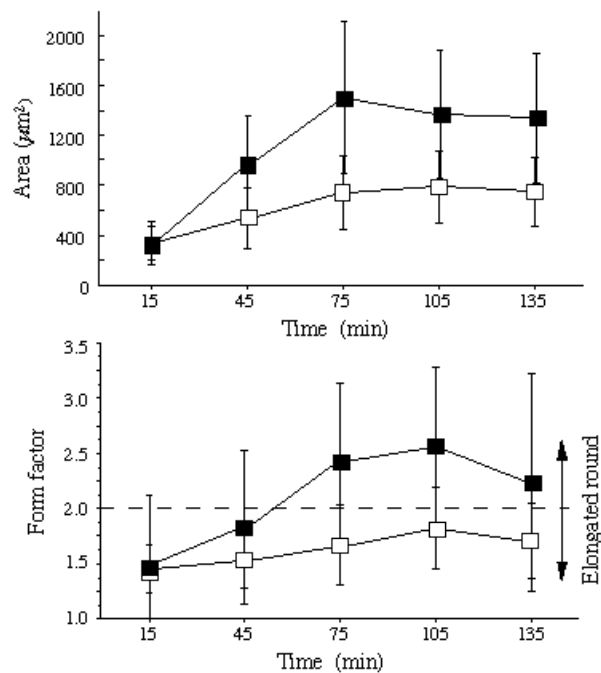 2000
1600
1200
800
400
0
Area (μm²)
15 45 75 105 135
Time (min)
3.5
3.0
2.5
2.0
1.5
1.0
Form factor
Elongated round
15 45 75 105 135
Time (min)